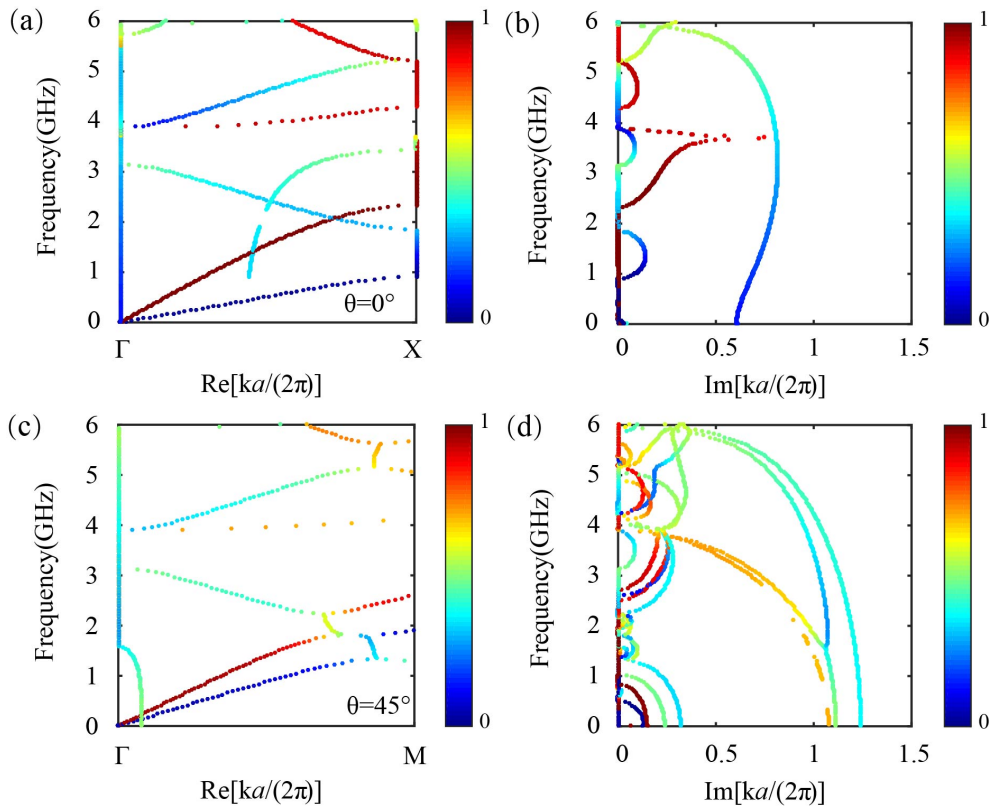 (a)
6
5
4
3
2
1
0
Frequency(GHz)
θ=0°
Γ
X
Re[ka/(2π)]
1
0
(b)
6
5
4
3
2
1
0
Frequency(GHz)
0
0.5
1
1.5
Im[ka/(2π)]
1
0
(c)
6
5
4
3
2
1
0
Frequency(GHz)
θ=45°
Γ
M
Re[ka/(2π)]
1
0
(d)
6
5
4
3
2
1
0
Frequency(GHz)
0
0.5
1
1.5
Im[ka/(2π)]
1
0